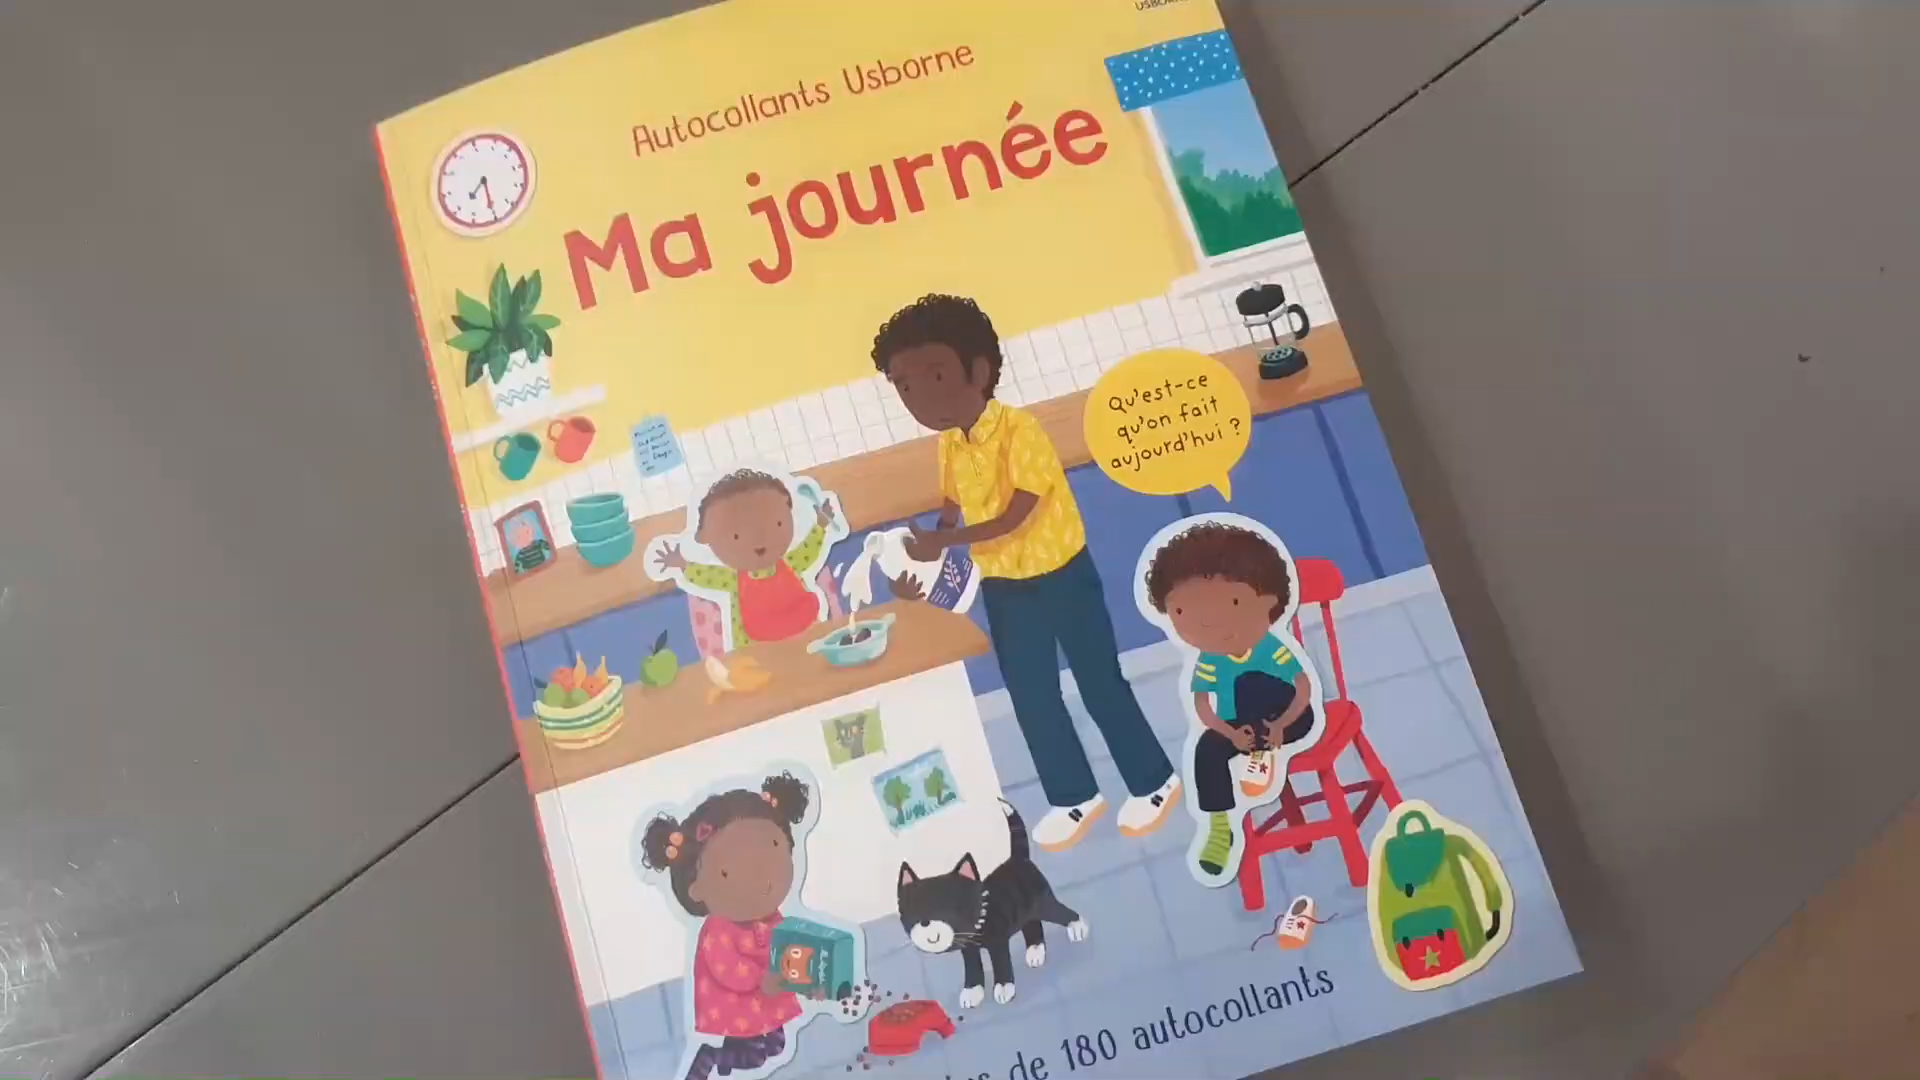 Autocollants Usborne
Ma journée
Qu'est-ce
qu'on fait
aujourd'hui ?
de 180 autocollants